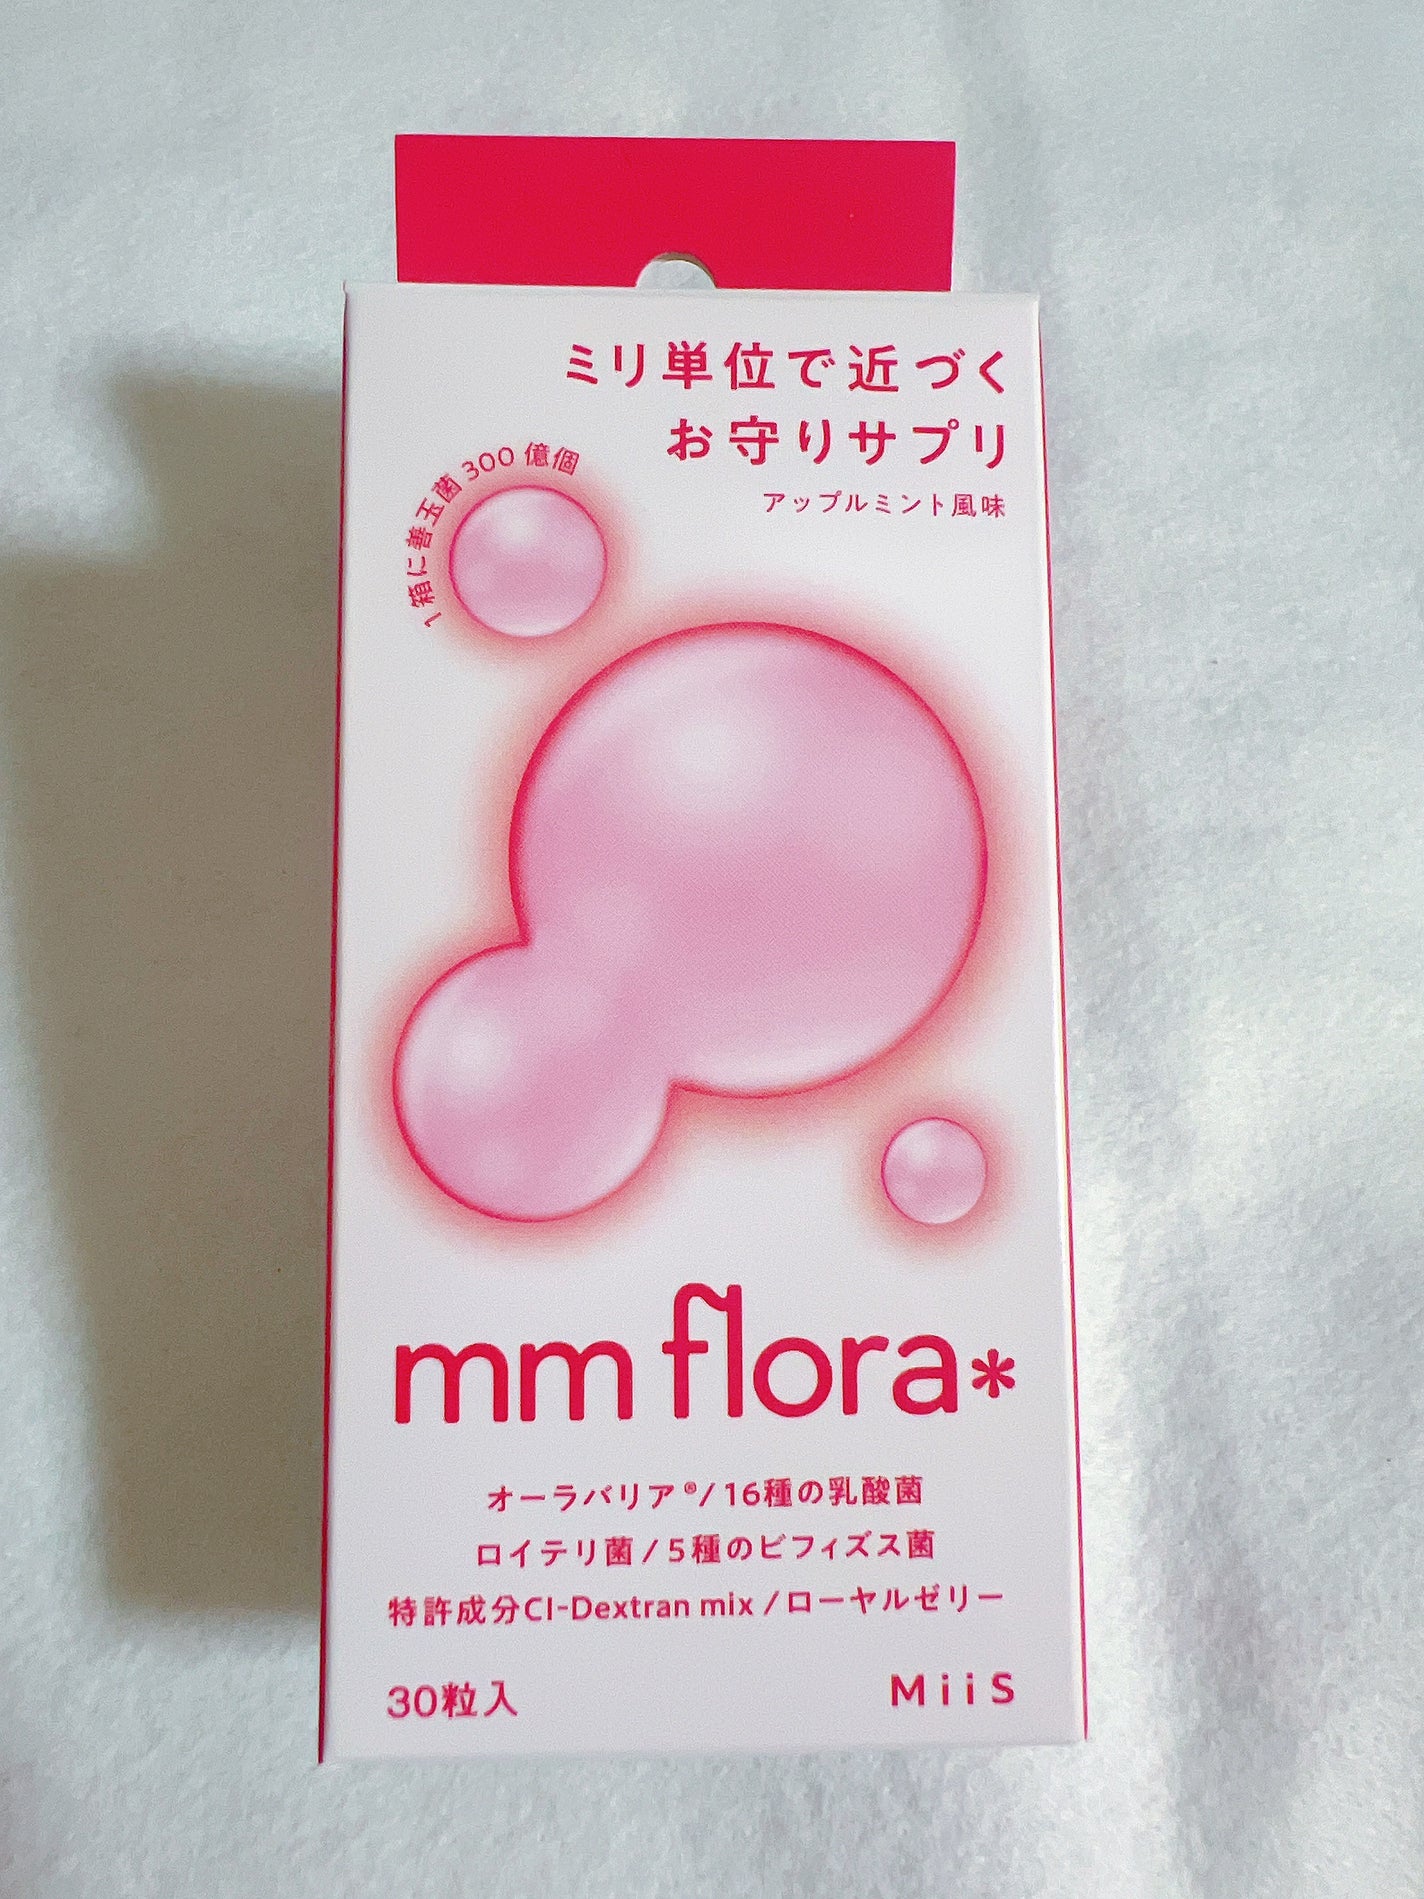 ミリ単位で近づく
お守りサプリ
アップルミント風味
1箱に善玉菌300億個
mm flora*
オーラバリア®/16種の乳酸菌
ロイテリ菌/5種のビフィズス菌
特許成分CI-Dextran mix/ローヤルゼリー
30粒入
MiiS